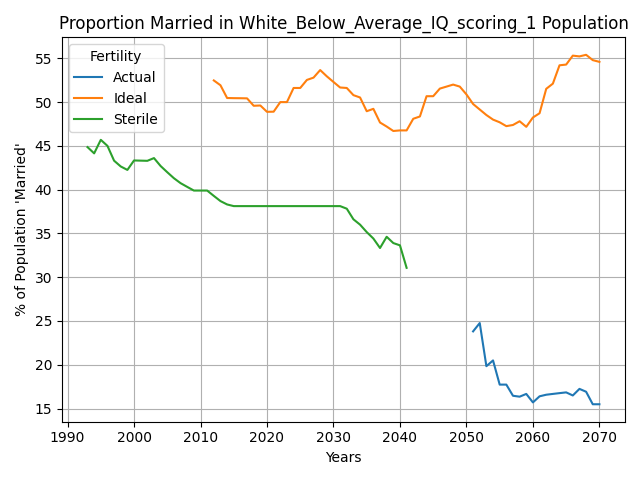 Proportion Married in White_Below_Average_IQ_scoring_1 Population
Fertility
Actual
Ideal
Sterile
% of Population 'Married'
55
50
45
40
35
30
25
20
15
1990
2000
2010
2020
2030
2040
2050
2060
2070
Years